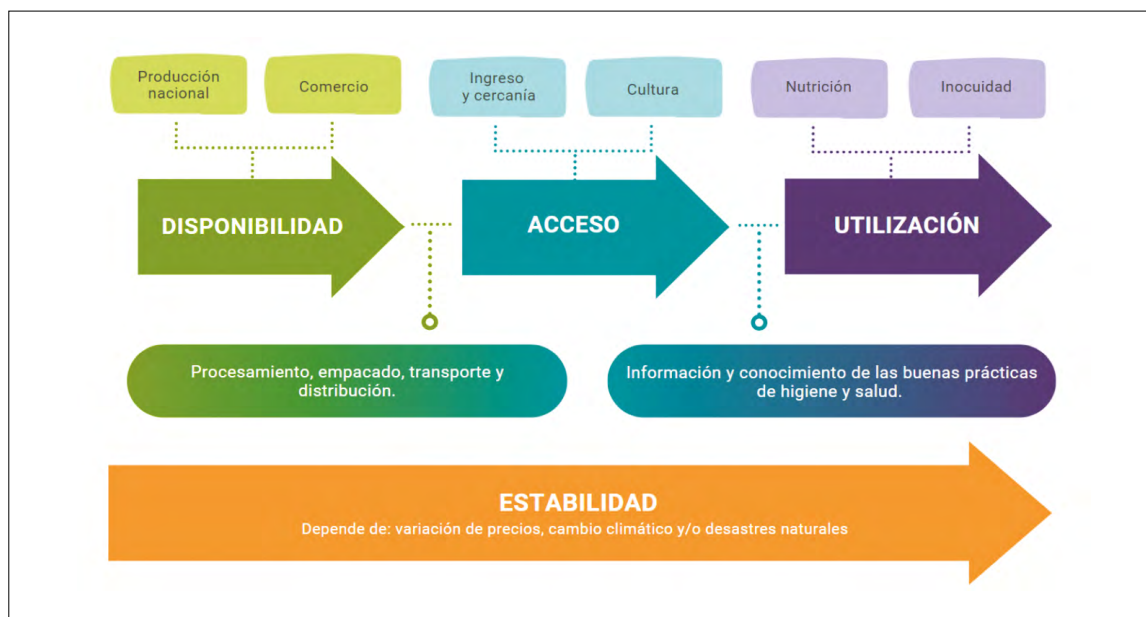 Producción
nacional
Comercio
Ingreso
y cercanía
Cultura
Nutrición
Inocuidad
DISPONIBILIDAD
ACCESO
UTILIZACIÓN
Procesamiento, empacado, transporte y
distribución.
Información y conocimiento de las buenas prácticas
de higiene y salud.
ESTABILIDAD
Depende de: variación de precios, cambio climático y/o desastres naturales